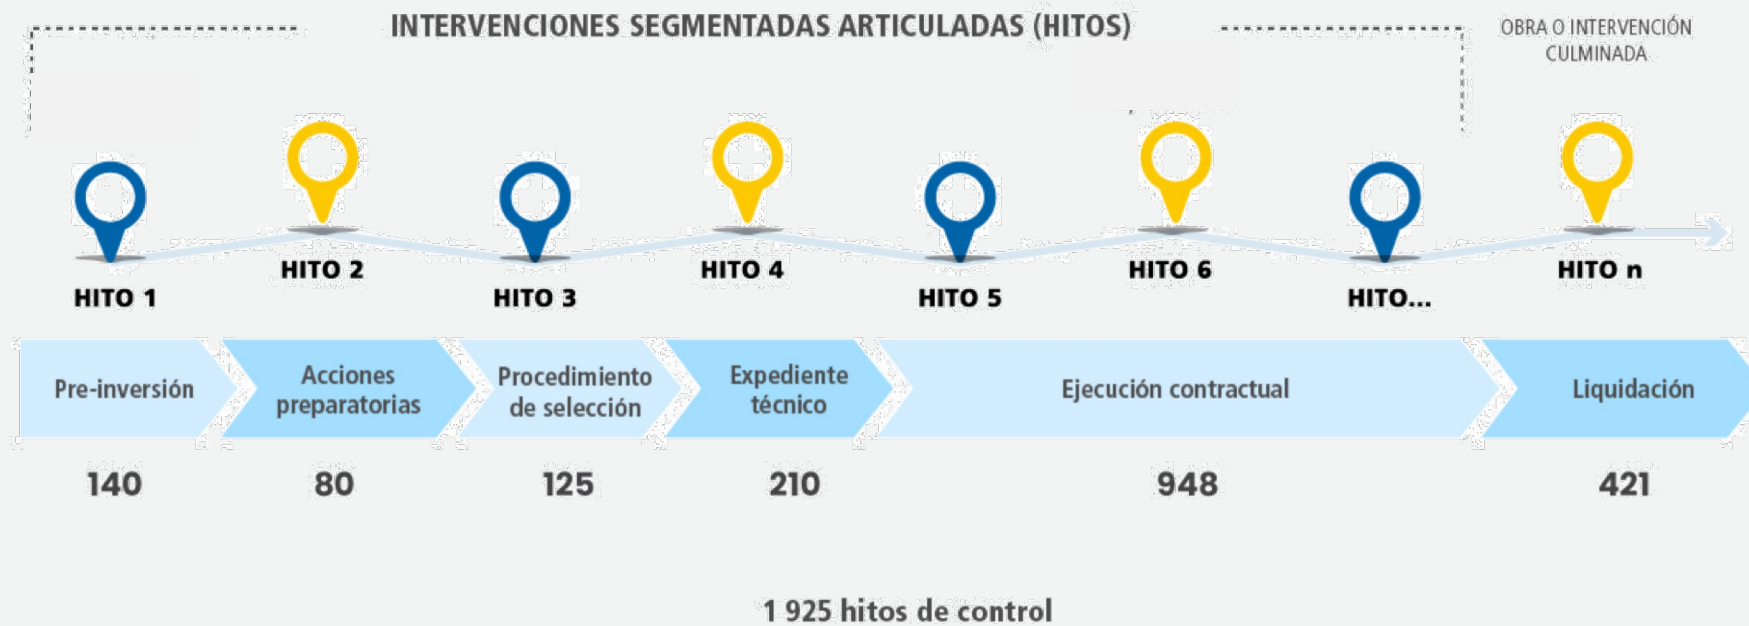 INTERVENCIONES SEGMENTADAS ARTICULADAS (HITOS)
OBRA O INTERVENCIÓN
CULMINADA
HITO 1
HITO 2
HITO 3
HITO 4
HITO 5
HITO 6
HITO...
HITO n
Pre-inversión
Acciones
preparatorias
Procedimiento
de selección
Expediente
técnico
Ejecución contractual
Liquidación
140
80
125
210
948
421
1 925 hitos de control